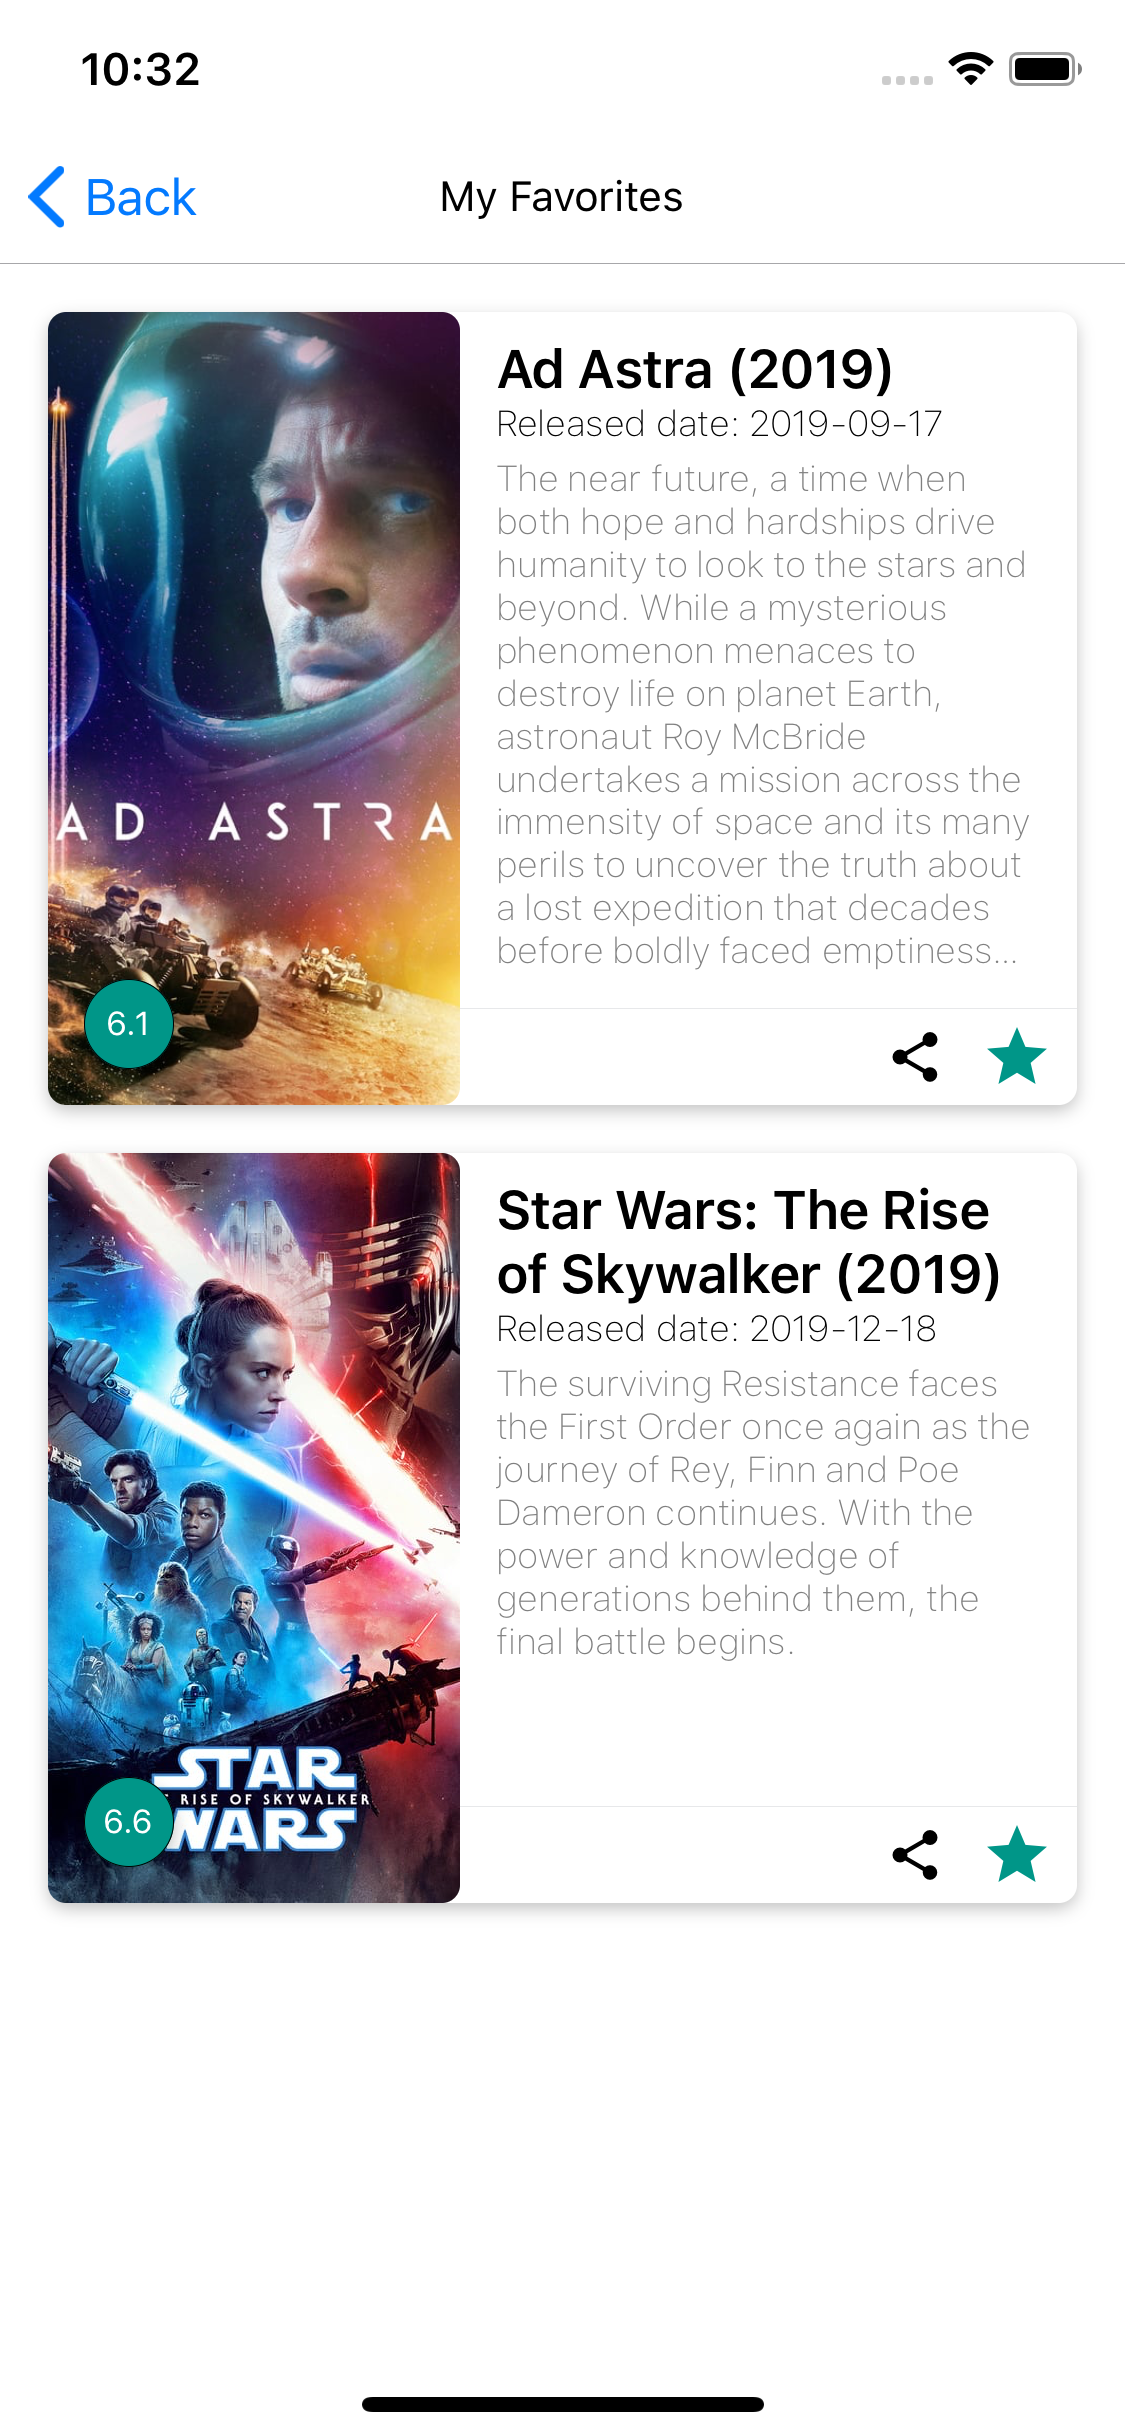 10:32
Back
My Favorites
AD ASTRA
6.1
Ad Astra (2019)
Released date: 2019-09-17
The near future, a time when
both hope and hardships drive
humanity to look to the stars and
beyond. While a mysterious
phenomenon menaces to
destroy life on planet Earth,
astronaut Roy McBride
undertakes a mission across the
immensity of space and its many
perils to uncover the truth about
a lost expedition that decades
before boldly faced emptiness...
STAR
RISE OF SKYWALKER
WARS
6.6
Star Wars: The Rise
of Skywalker (2019)
Released date: 2019-12-18
The surviving Resistance faces
the First Order once again as the
journey of Rey, Finn and Poe
Dameron continues. With the
power and knowledge of
generations behind them, the
final battle begins.